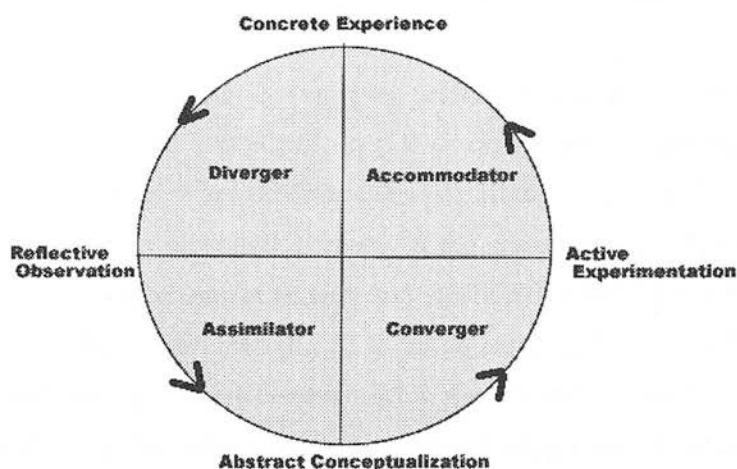 Concrete Experience
Diverger
Accommodator
Reflective
Observation
Active
Experimentation
Assimilator
Converger
Abstract Conceptualization